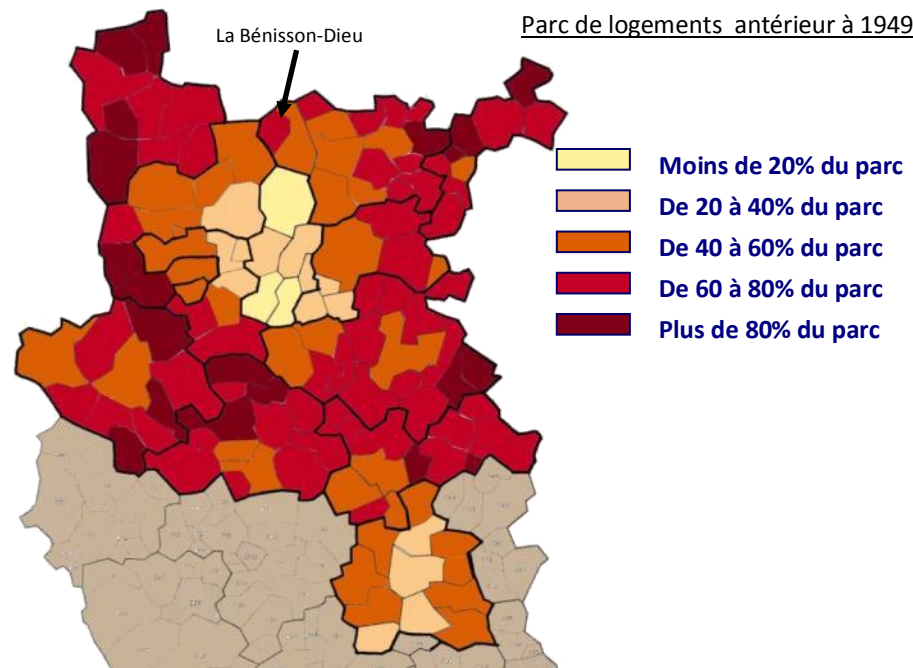 Parc de logements antérieur à 1949
La Bénisson-Dieu
Moins de 20% du parc
De 20 à 40% du parc
De 40 à 60% du parc
De 60 à 80% du parc
Plus de 80% du parc